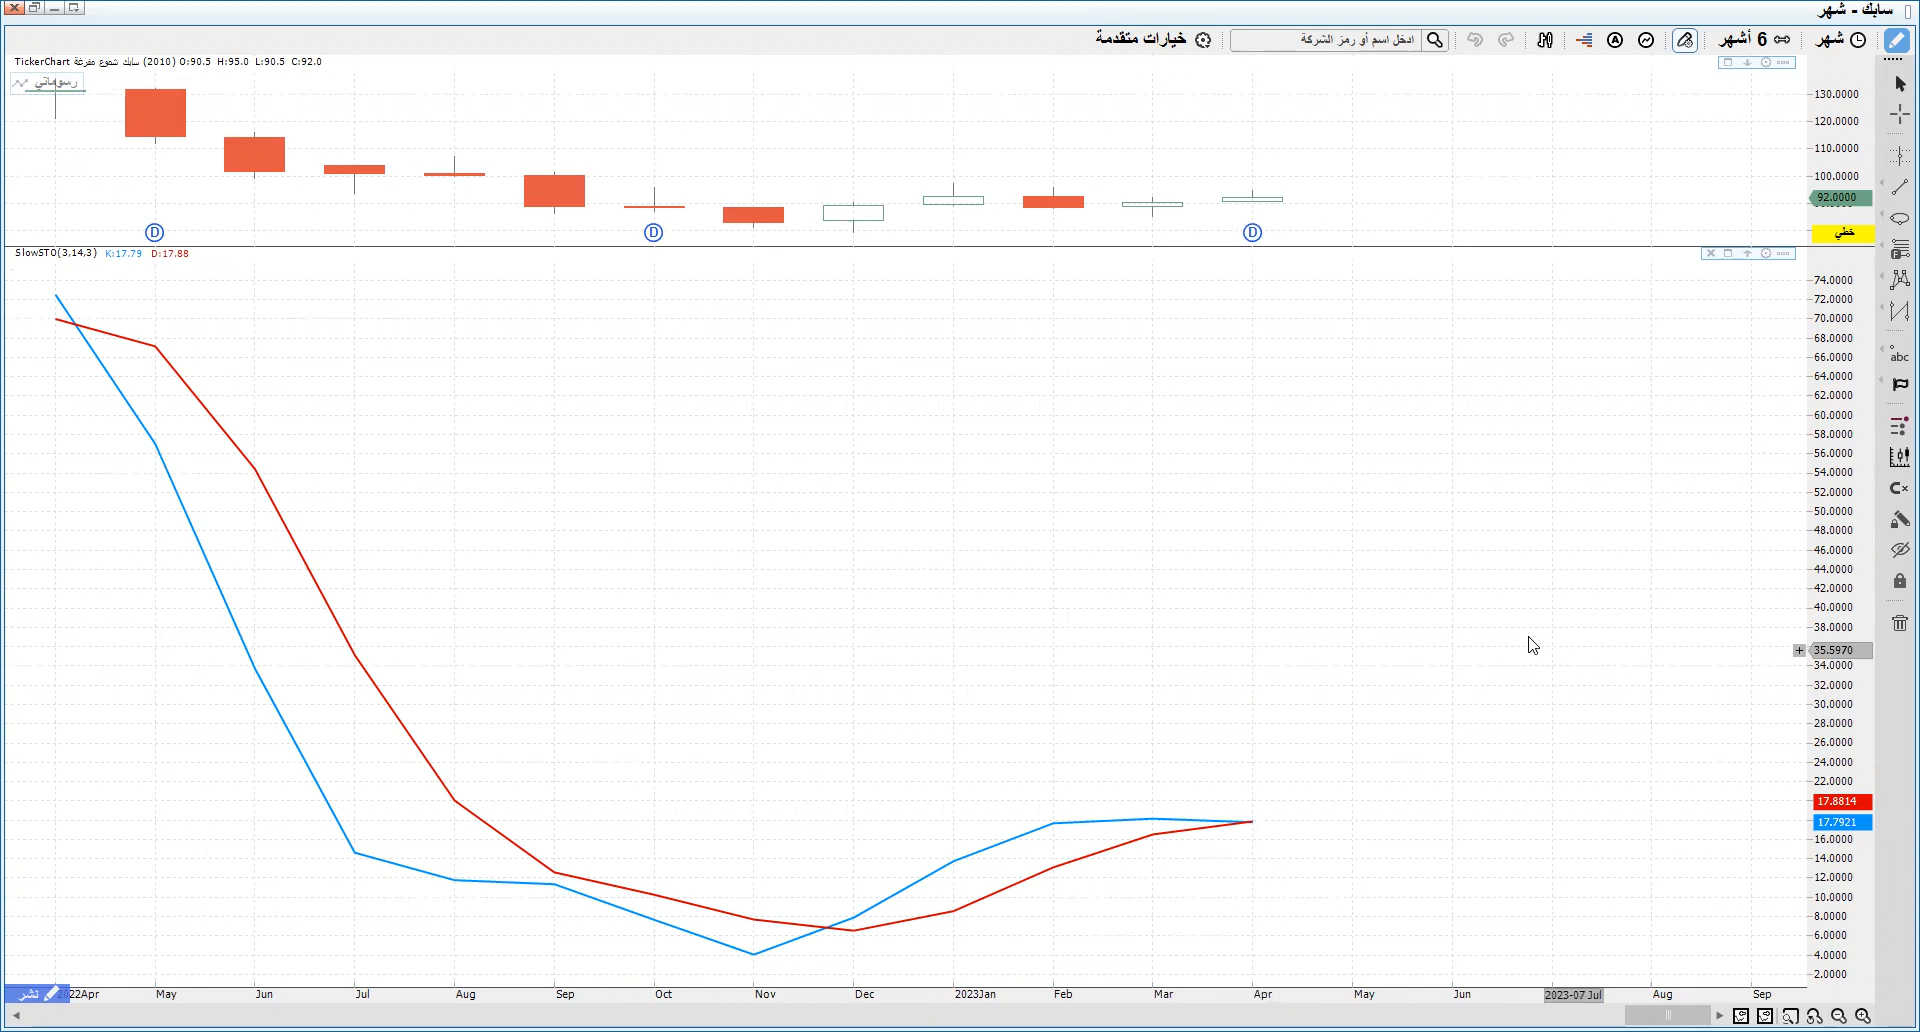 سابك - شهر
شهر
6 أشهر
ادخل اسم أو رمز الشركة
خيارات متقدمة
TickerChart سابك شموع مفرغة (2010) O:90.5 H:95.0 L:90.5 C:92.0
رسوماتي
130.0000
120.0000
110.0000
100.0000
92.0000
خطي
D
D
D
SlowSTO(3,14,3) K:17.79 D:17.88
74.0000
72.0000
70.0000
68.0000
66.0000
64.0000
62.0000
60.0000
58.0000
56.0000
54.0000
52.0000
50.0000
48.0000
46.0000
44.0000
42.0000
40.0000
38.0000
35.5970
34.0000
32.0000
30.0000
28.0000
26.0000
24.0000
22.0000
17.8814
17.7921
16.0000
14.0000
12.0000
10.0000
8.0000
6.0000
4.0000
2.0000
abc
نشر
2022Apr May Jun Jul Aug Sep Oct Nov Dec 2023Jan Feb Mar Apr May Jun 2023-07 Jul Aug Sep